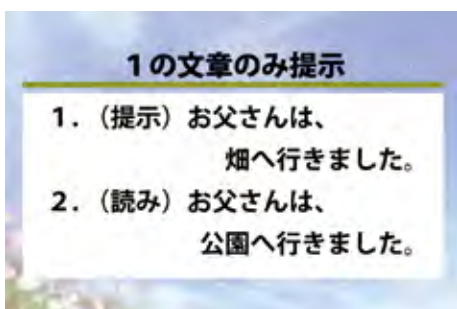 1の文章のみ提示
1．（提示）お父さんは、
畑へ行きました。
2．（読み）お父さんは、
公園へ行きました。